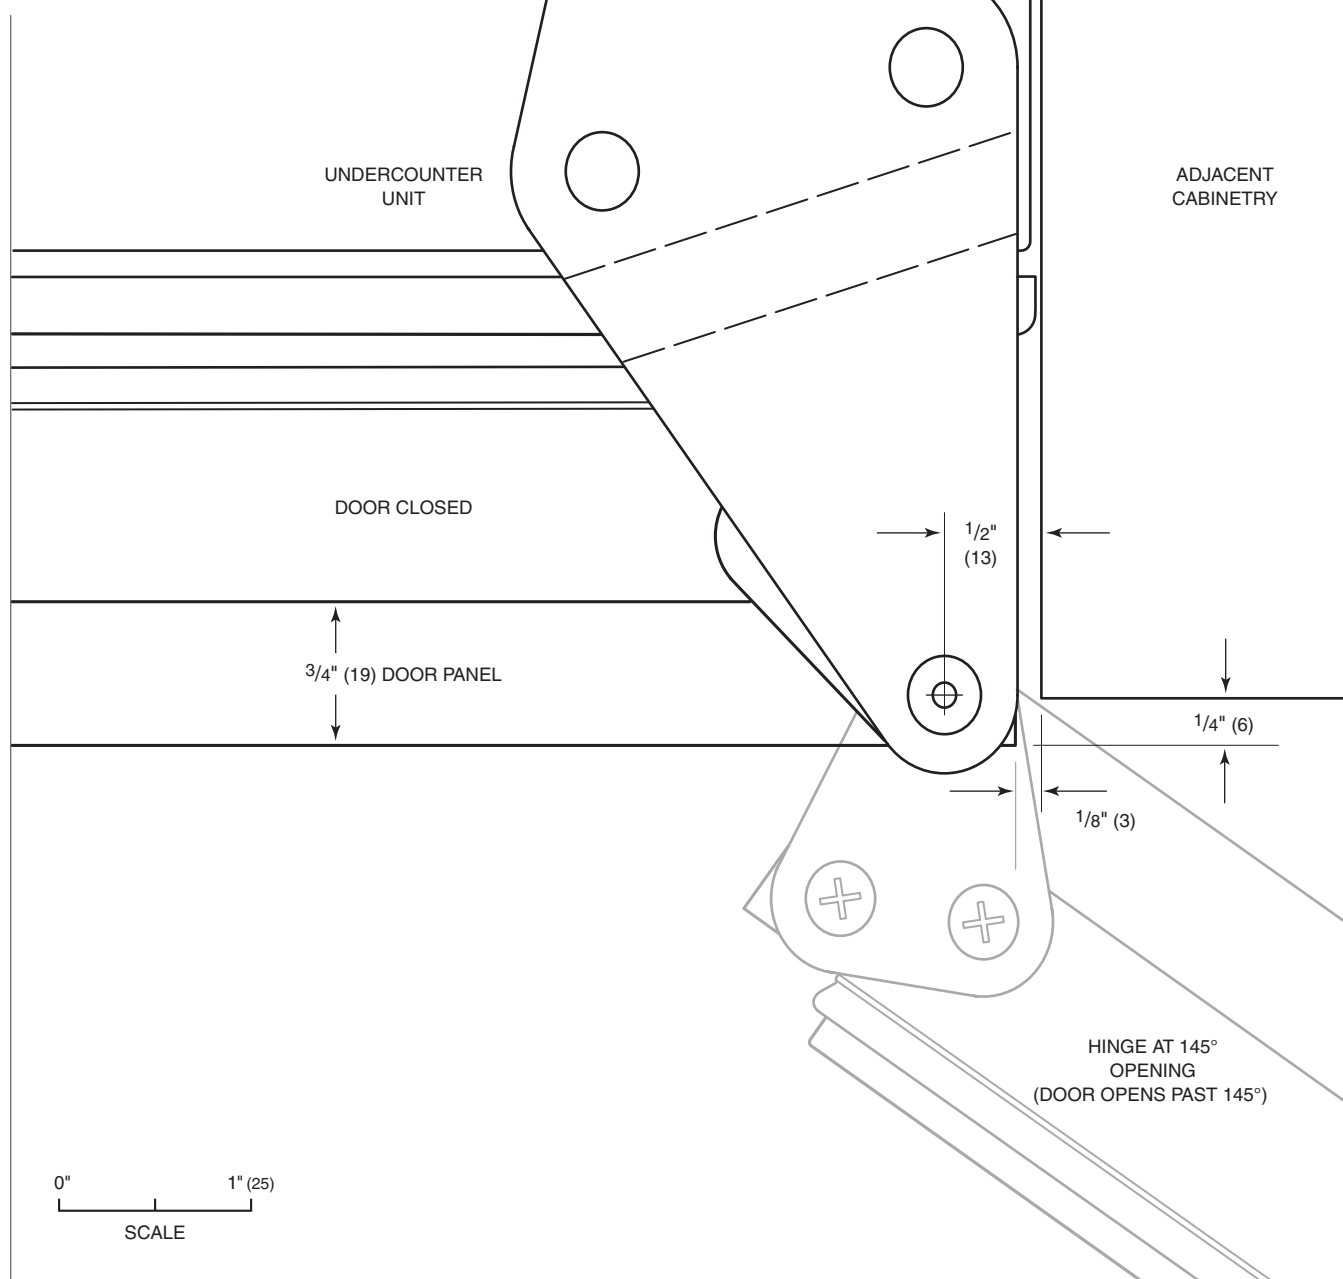 UNDERCOUNTER
UNIT
ADJACENT
CABINETRY
DOOR CLOSED
1/2"
(13)
3/4" (19) DOOR PANEL
1/4" (6)
1/8" (3)
HINGE AT 145°
OPENING
(DOOR OPENS PAST 145°)
0" 1" (25)
SCALE